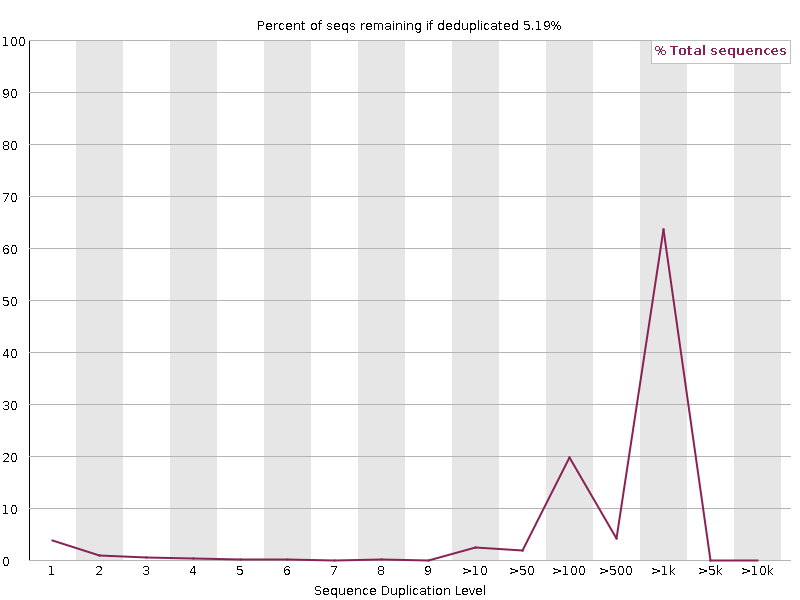 Percent of seqs remaining if deduplicated 5.19%
% Total sequences
100
90
80
70
60
50
40
30
20
10
0
1 2 3 4 5 6 7 8 9 >10 >50 >100 >500 >1k >5k >10k
Sequence Duplication Level